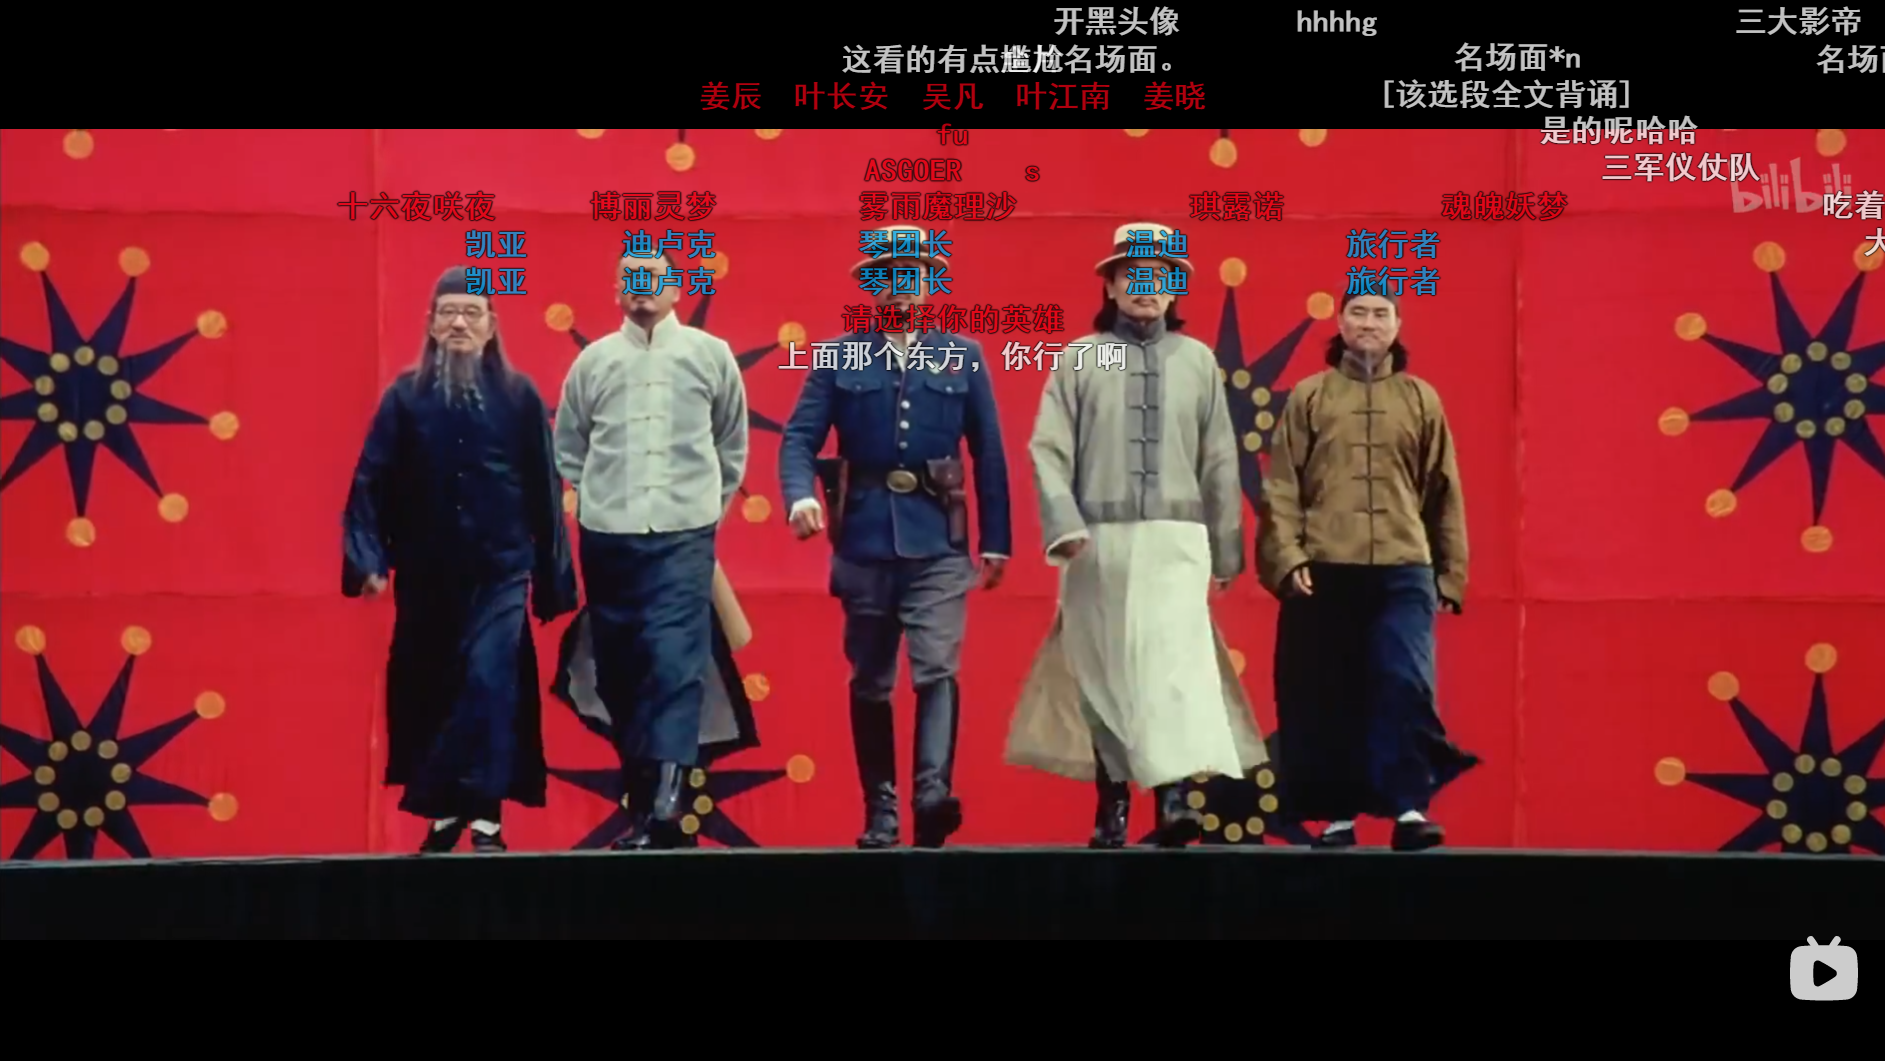 开黑头像 hhhhg 三大影帝
这看的有点尴尬名场面。 名场面*n 名场
[该选段全文背诵]
姜辰 叶长安 吴凡 叶江南 姜晓
是的呢哈哈
fu
三军仪仗队
ASGOER s
bilibili
十六夜咲夜 博丽灵梦 雾雨魔理沙 琪露诺 魂魄妖梦 吃着
凯亚 迪卢克 琴团长 温迪 旅行者
凯亚 迪卢克 琴团长 温迪 旅行者
请选择你的英雄
上面那个东方，你行了啊